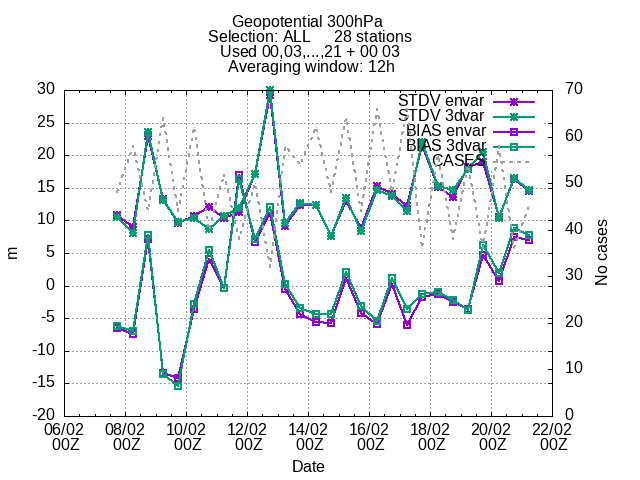 Geopotential 300hPa
Selection: ALL 28 stations
Used 00,03,...,21 + 00 03
Averaging window: 12h
30
25
20
15
10
5
0
-5
-10
-15
-20
m
70
60
50
40
30
20
10
0
No cases
STDV envar
STDV 3dvar
BIAS envar
BIAS 3dvar
CASES
06/02 08/02 10/02 12/02 14/02 16/02 18/02 20/02 22/02
00Z 00Z 00Z 00Z 00Z 00Z 00Z 00Z 00Z
Date